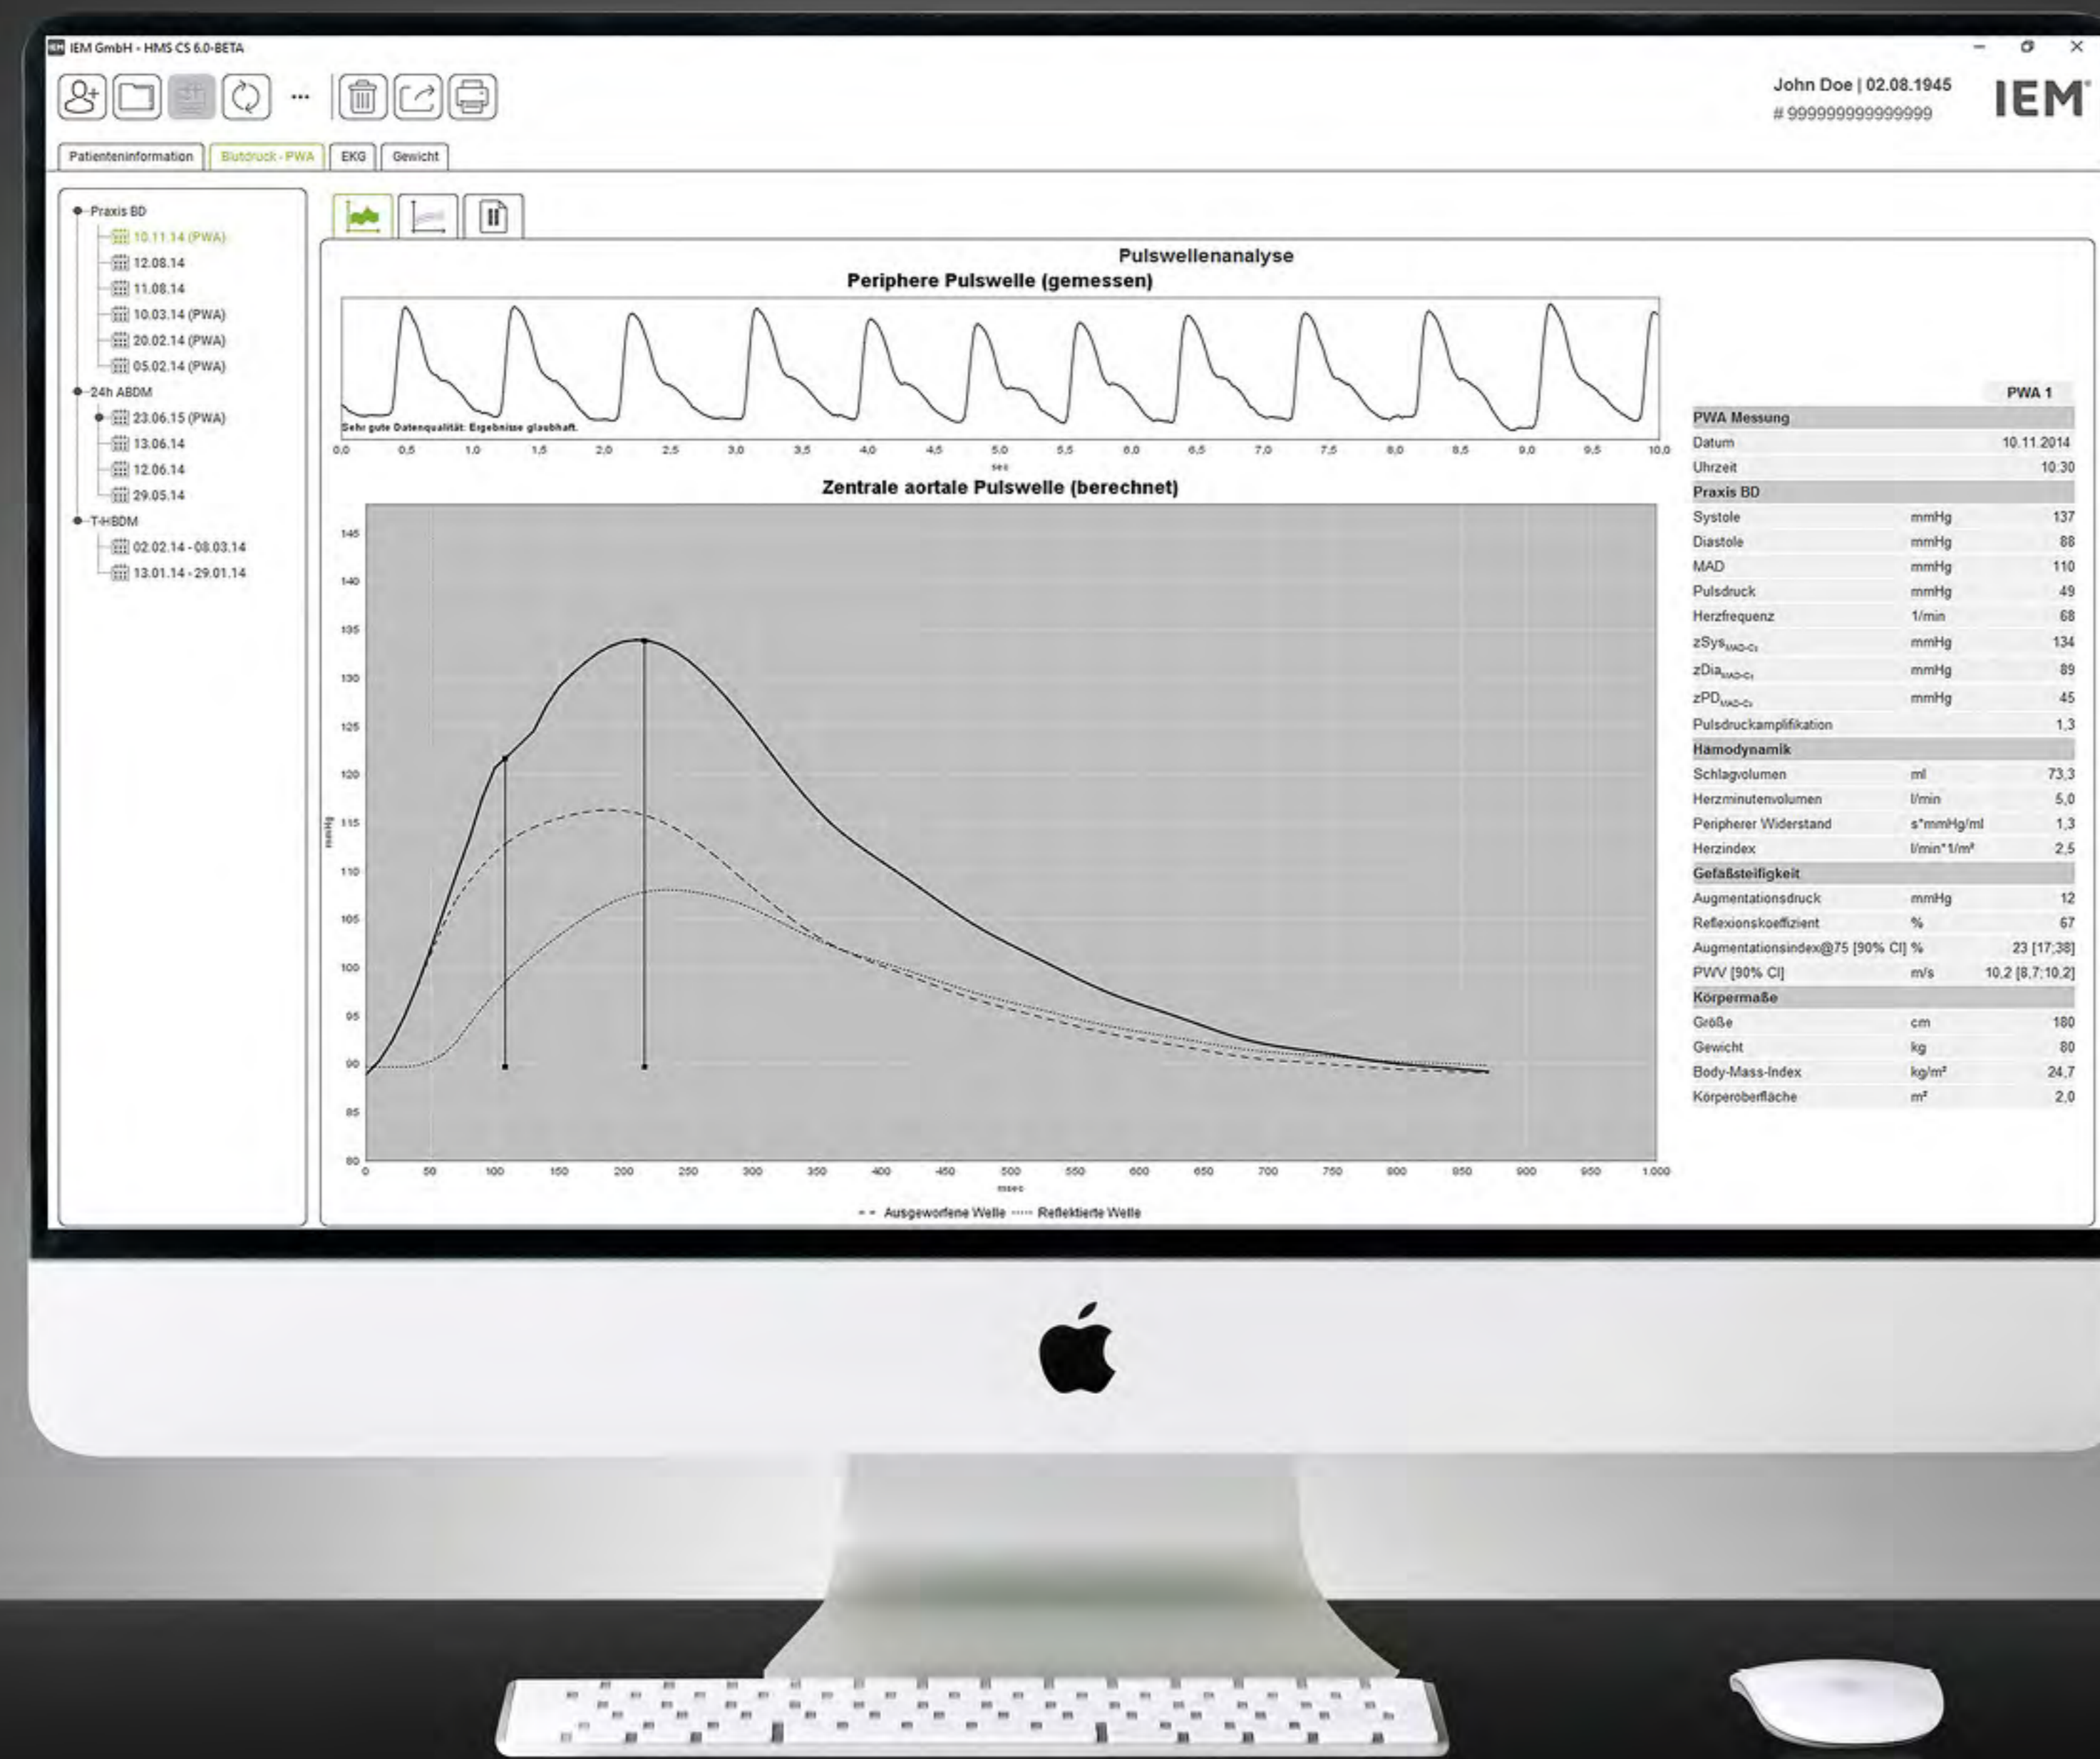 IEM GmbH - HMS CS 6.0-BETA
John Doe | 02.08.1945
# 999999999999999
IEM
Patienteninformation
Blutdruck - PWA
EKG
Gewicht
Praxis BD
10.11.14 (PWA)
12.08.14
11.08.14
10.03.14 (PWA)
20.02.14 (PWA)
05.02.14 (PWA)
24h ABDM
23.06.15 (PWA)
13.06.14
12.06.14
29.05.14
T-HBDM
02.02.14 - 08.03.14
13.01.14 - 29.01.14
Pulswellenanalyse
Periphere Pulswelle (gemessen)
Sehr gute Datenqualität: Ergebnisse glaubhaft.
0,0 0,5 1,0 1,5 2,0 2,5 3,0 3,5 4,0 4,5 5,0 5,5 6,0 6,5 7,0 7,5 8,0 8,5 9,0 9,5 10,0
sec
Zentrale aortale Pulswelle (berechnet)
145
140
135
130
125
120
115
110
105
100
95
90
85
80
mmHg
0 50 100 150 200 250 300 350 400 450 500 550 600 650 700 750 800 850 900 950 1.000
msec
Ausgeworfene Welle Reflektierte Welle
PWA 1
PWA Messung
Datum 10.11.2014
Uhrzeit 10:30
Praxis BD
Systole mmHg 137
Diastole mmHg 88
MAD mmHg 110
Pulsdruck mmHg 49
Herzfrequenz 1/min 68
zSys MAD-C2 mmHg 134
zDia MAD-C2 mmHg 89
zPD MAD-C2 mmHg 45
Pulsdruckamplifikation 1,3
Hämodynamik
Schlagvolumen ml 73,3
Herzminutenvolumen l/min 5,0
Peripherer Widerstand s*mmHg/ml 1,3
Herzindex l/min*1/m² 2,5
Gefäßsteifigkeit
Augmentationsdruck mmHg 12
Reflexionskoeffizient % 67
Augmentationsindex@75 [90% CI] % 23 [17;38]
PWV [90% CI] m/s 10,2 [8,7;10,2]
Körpermaße
Größe cm 180
Gewicht kg 80
Body-Mass-Index kg/m² 24,7
Körperoberfläche m² 2,0